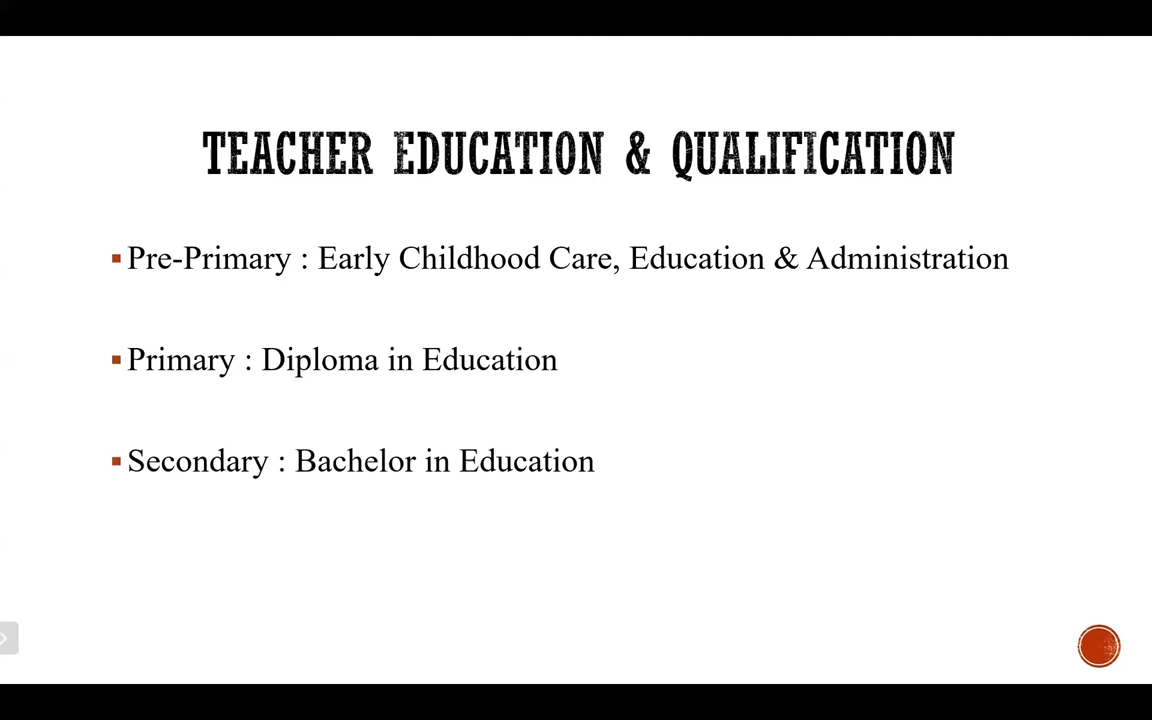 TEACHER EDUCATION & QUALIFICATION
▪Pre-Primary : Early Childhood Care, Education & Administration
▪Primary : Diploma in Education
▪Secondary : Bachelor in Education